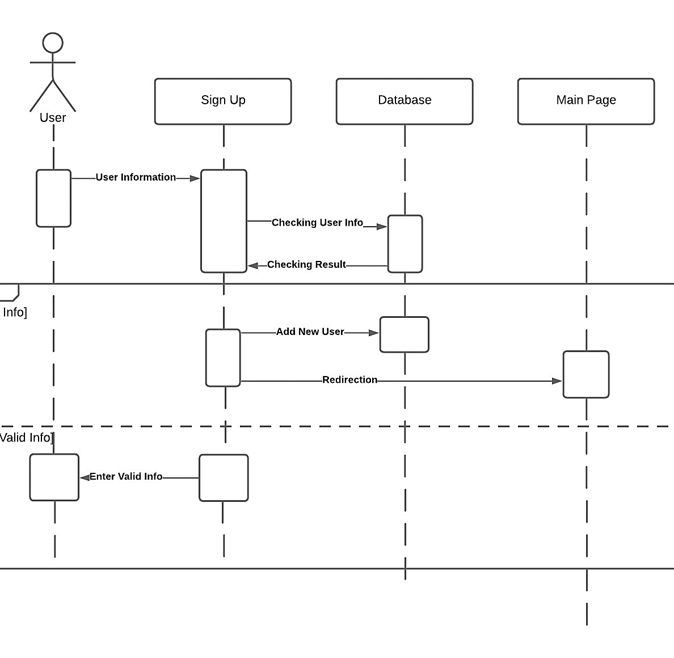 User
Sign Up
Database
Main Page
User Information
Checking User Info
Checking Result
Info]
Add New User
Redirection
Valid Info]
Enter Valid Info